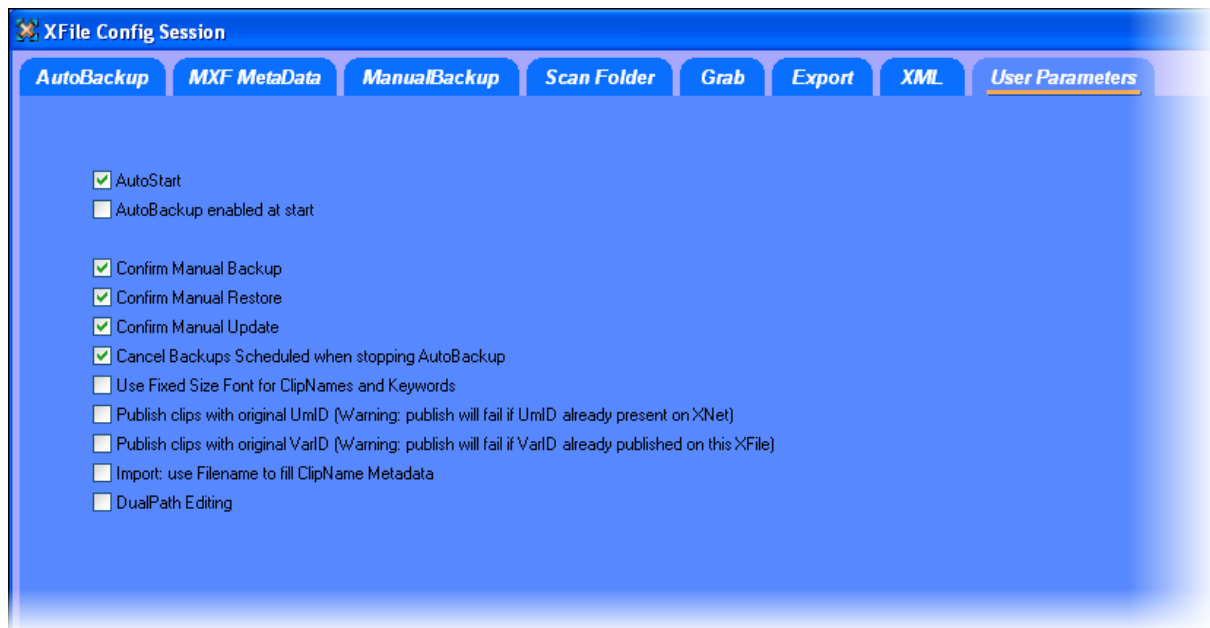 XFile Config Session
AutoBackup MXF MetaData ManualBackup Scan Folder Grab Export XML User Parameters
AutoStart
AutoBackup enabled at start
Confirm Manual Backup
Confirm Manual Restore
Confirm Manual Update
Cancel Backups Scheduled when stopping AutoBackup
Use Fixed Size Font for ClipNames and Keywords
Publish clips with original UmID (Warning: publish will fail if UmID already present on XNet)
Publish clips with original VarID (Warning: publish will fail if VarID already published on this XFile)
Import: use Filename to fill ClipName Metadata
DualPath Editing